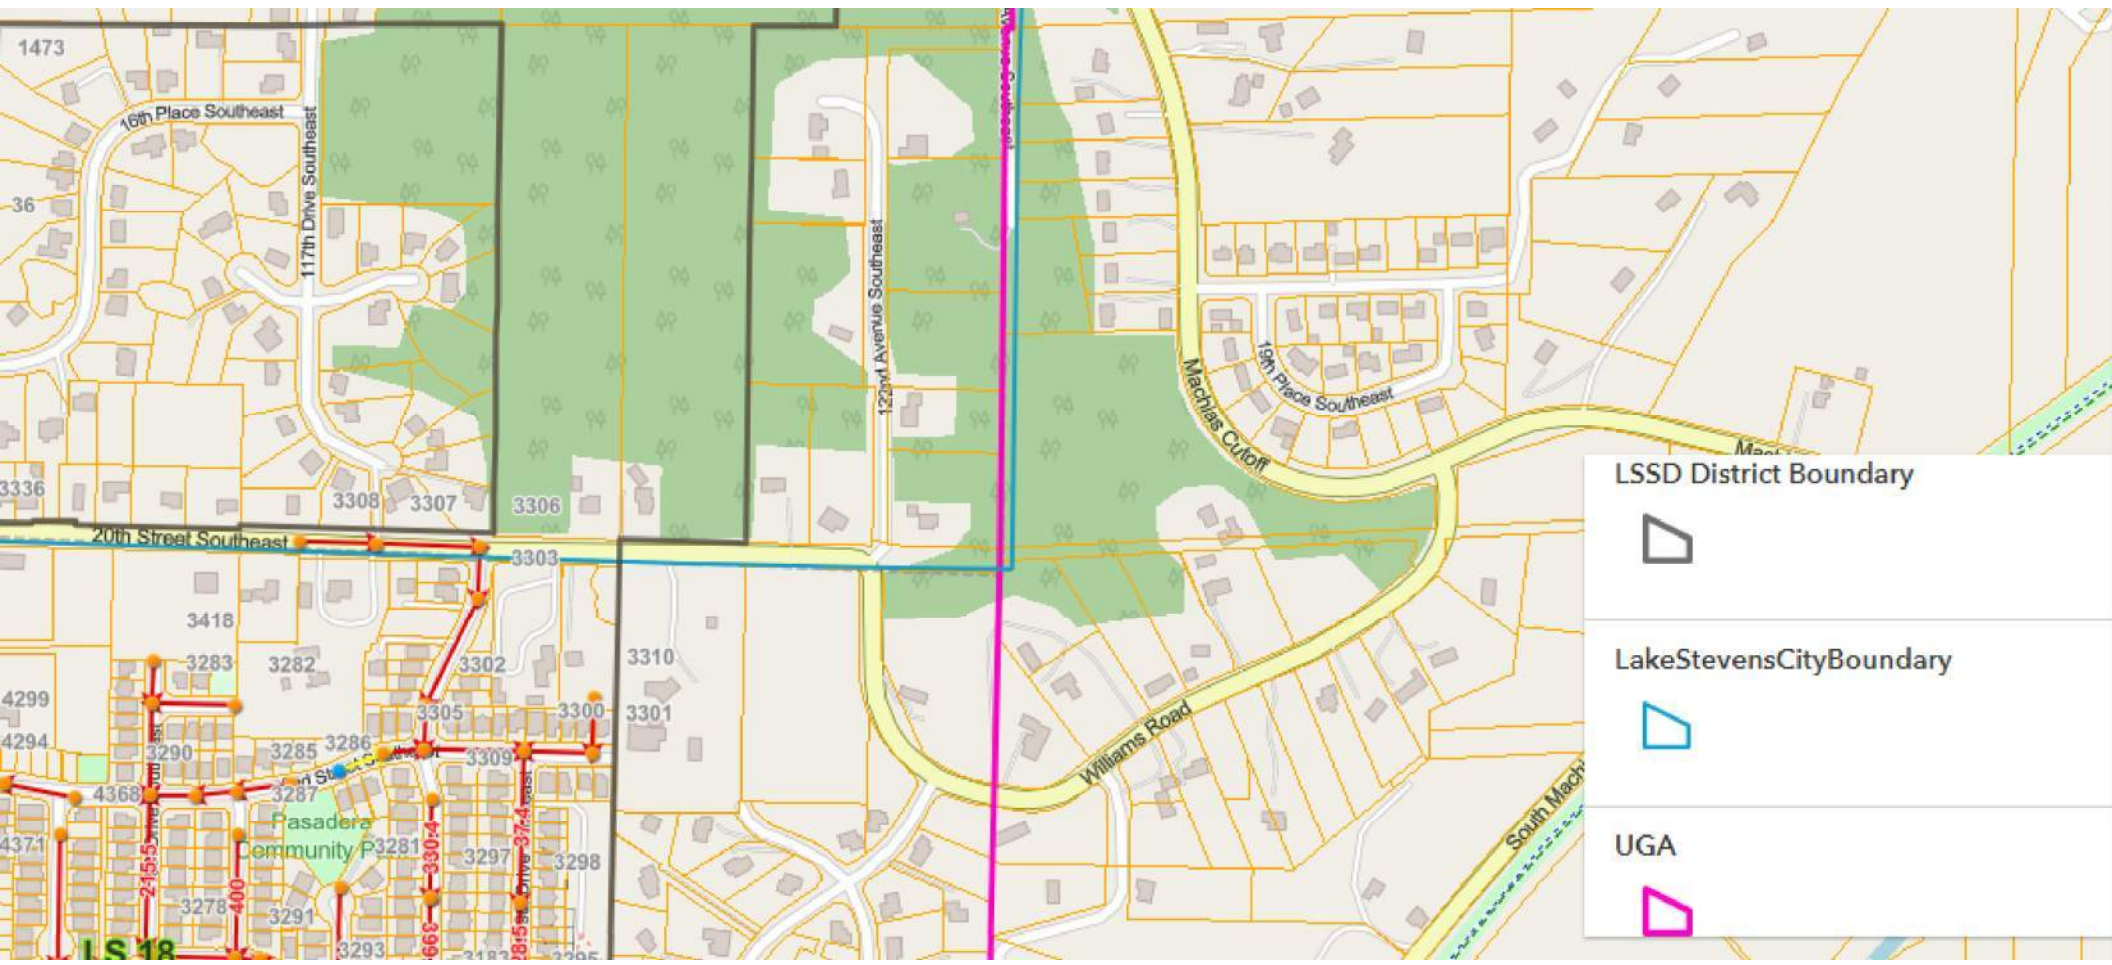 1473
16th Place Southeast
117th Drive Southeast
36
122nd Avenue Southeast
19th Place Southeast
Machias Cutoff
3336
3308
3307
3306
20th Street Southeast
3303
LSSD District Boundary
LakeStevensCityBoundary
UGA
3418
3283
3282
3302
3310
4299
3305
3300
3301
4294
3290
3285
3286
3309
Williams Road
4368
3287
Pasadera
Community
3281
4371
3297
3298
3278
400
3291
3293
330.4
37.4
215.5
LS 18